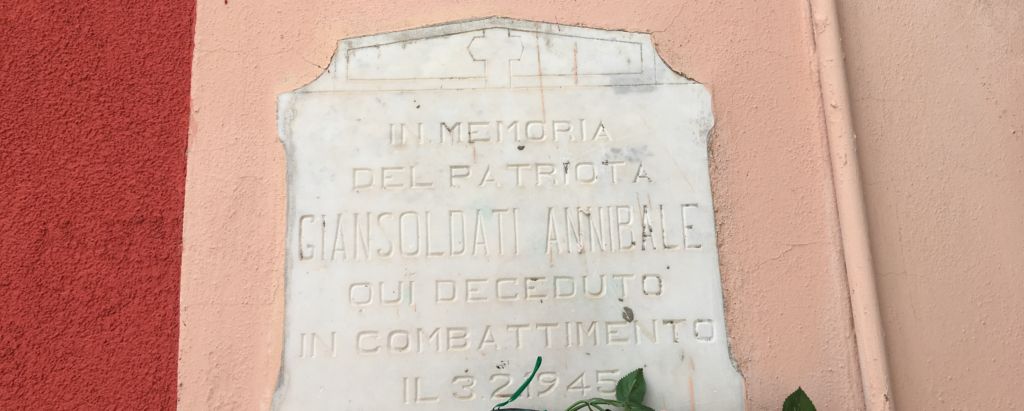 IN MEMORIA
DEL PATRIOTA
GIANSOLDATI ANNIBALE
QUI DECEDUTO
IN COMBATTIMENTO
IL 3.2.1945